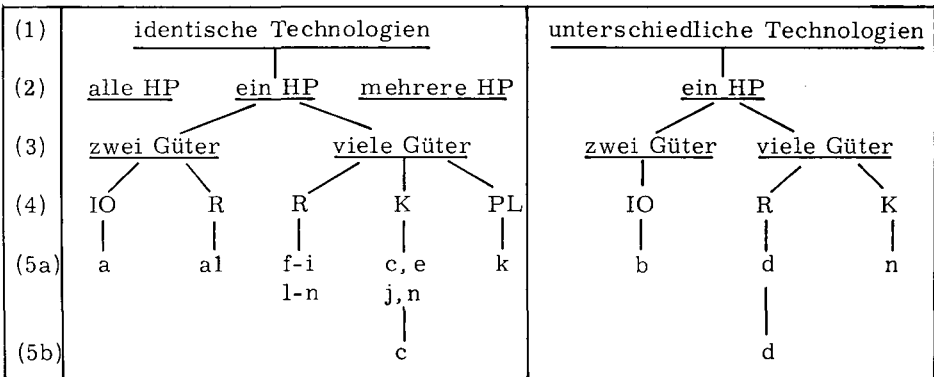 (1) identische Technologien unterschiedliche Technologien
(2) alle HP ein HP mehrere HP ein HP
(3) zwei Güter viele Güter zwei Güter viele Güter
(4) IO R R K PL IO R K
(5a) a al f-i c, e k b d n
l-n j, n
(5b) c d